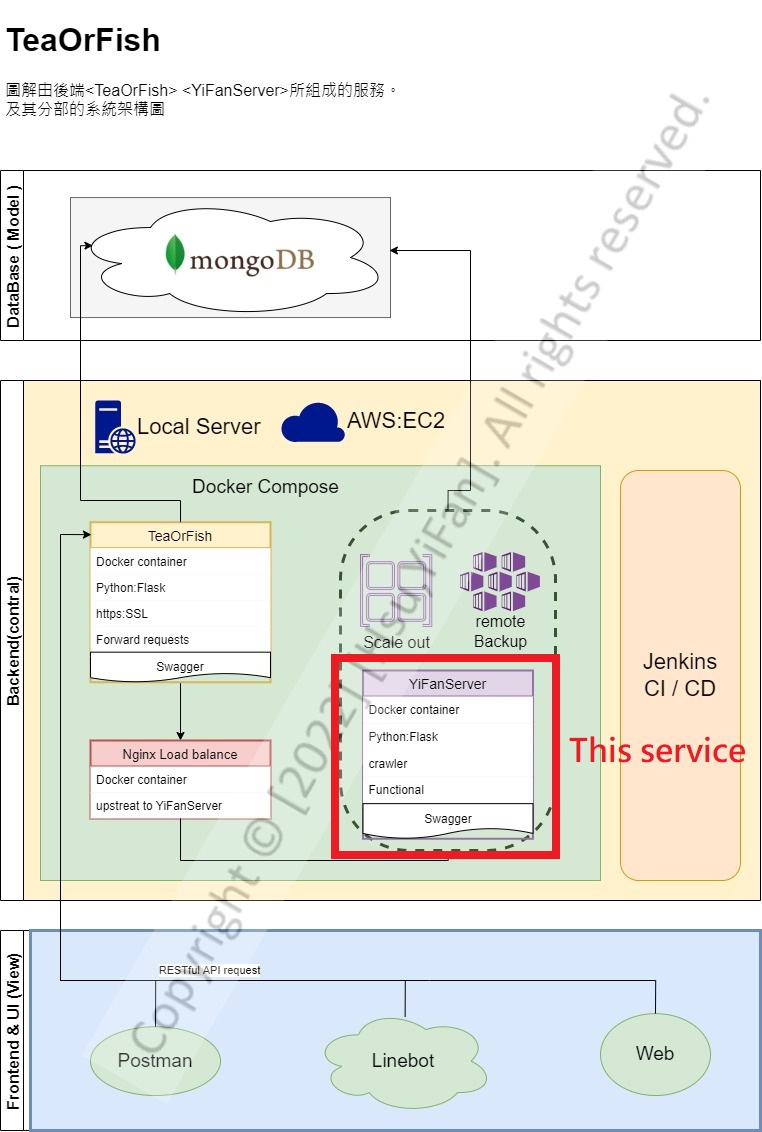 TeaOrFish
圖解由後端<TeaOrFish> <YiFanServer>所組成的服務。
及其分部的系統架構圖
DataBase ( Model )
mongoDB
Backend(contral)
Local Server
AWS:EC2
Docker Compose
TeaOrFish
Docker container
Python:Flask
https:SSL
Forward requests
Swagger
Scale out
remote
Backup
Nginx Load balance
Docker container
upstreat to YiFanServer
YiFanServer
Docker container
Python:Flask
crawler
Functional
Swagger
This service
Jenkins
CI / CD
Frontend & UI (View)
RESTful API request
Postman
Linebot
Web
Copyright © [2022] [Hsu,YiFan]. All rights reserved.